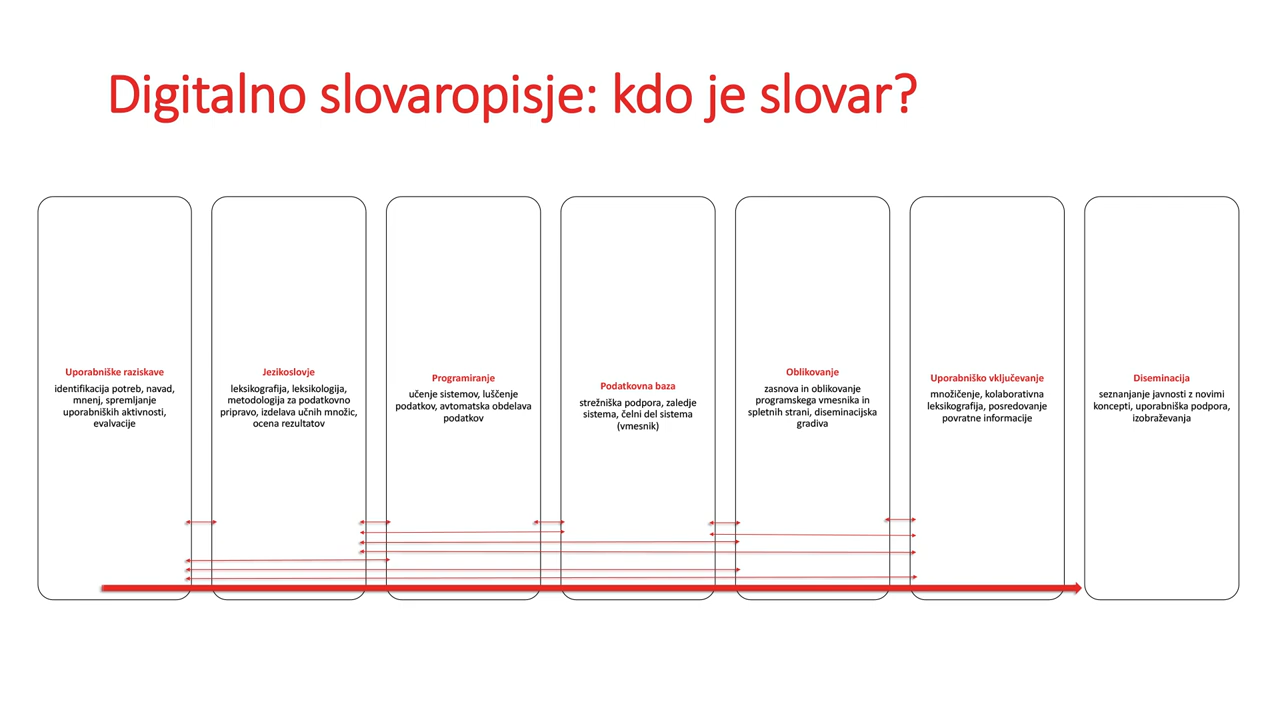 Digitalno slovaropisje: kdo je slovar?
Uporabniške raziskave
identifikacija potreb, navad,
mnenj, spremljanje
uporabniških aktivnosti,
evalvacije
Jezikoslovje
leksikografija, leksikologija,
metodologija za podatkovno
pripravo, izdelava učnih množic,
ocena rezultatov
Programiranje
učenje sistemov, luščenje
podatkov, avtomatska obdelava
podatkov
Podatkovna baza
strežniška podpora, zaledje
sistema, čelni del sistema
(vmesnik)
Oblikovanje
zasnova in oblikovanje
programskega vmesnika in
spletnih strani, diseminacijska
gradiva
Uporabniško vključevanje
množičenje, kolaborativna
leksikografija, posredovanje
povratne informacije
Diseminacija
seznanjanje javnosti z novimi
koncepti, uporabniška podpora,
izobraževanja